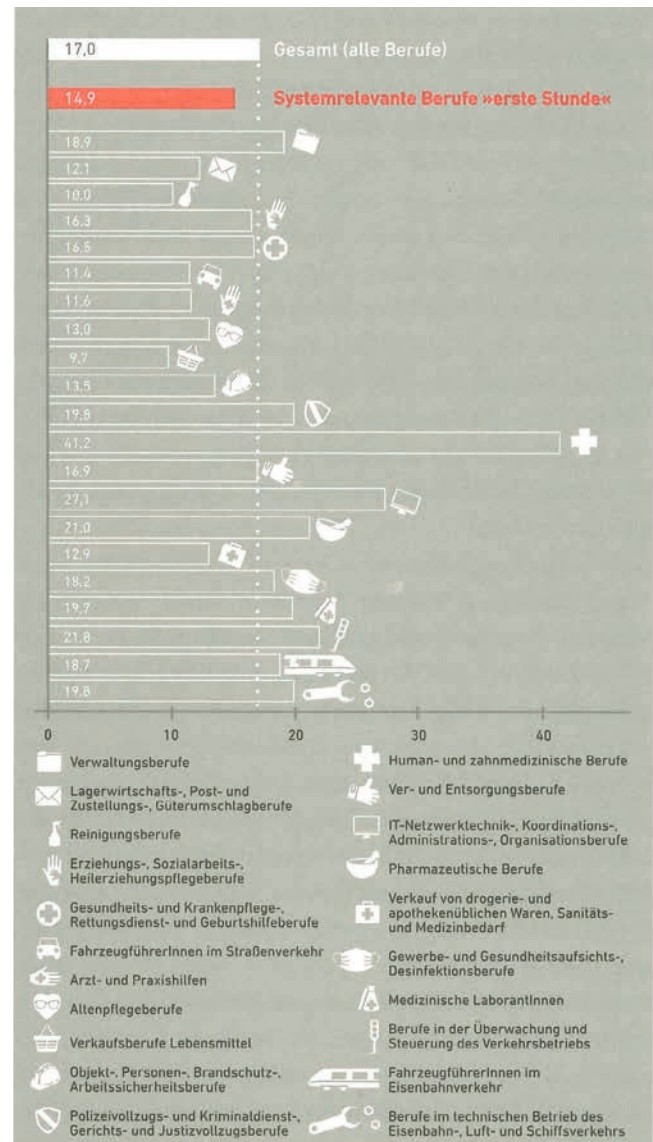 17,0 Gesamt (alle Berufe)
14,9 Systemrelevante Berufe »erste Stunde«
18,9
12,1
10,0
16,3
16,5
11,4
11,6
13,0
9,7
13,5
19,8
41,2
16,9
27,1
21,0
12,9
18,2
19,7
21,8
18,7
19,8
0 10 20 30 40
Verwaltungsberufe
Lagerwirtschafts-, Post- und
Zustellungs-, Güterumschlagberufe
Reinigungsberufe
Erziehungs-, Sozialarbeits-,
Heilerziehungspflegeberufe
Gesundheits- und Krankenpflege-,
Rettungsdienst- und Geburtshilfeberufe
FahrzeugführerInnen im Straßenverkehr
Arzt- und Praxishilfen
Altenpflegeberufe
Verkaufsberufe Lebensmittel
Objekt-, Personen-, Brandschutz-,
Arbeitssicherheitsberufe
Polizeivollzugs- und Kriminaldienst-,
Gerichts- und Justizvollzugsberufe
Human- und zahnmedizinische Berufe
Ver- und Entsorgungsberufe
IT-Netzwerktechnik-, Koordinations-,
Administrations-, Organisationsberufe
Pharmazeutische Berufe
Verkauf von drogerie- und
apothekenüblichen Waren, Sanitäts-
und Medizinbedarf
Gewerbe- und Gesundheitsaufsichts-,
Desinfektionsberufe
Medizinische LaborantInnen
Berufe in der Überwachung und
Steuerung des Verkehrsbetriebs
FahrzeugführerInnen im
Eisenbahnverkehr
Berufe im technischen Betrieb des
Eisenbahn-, Luft- und Schiffsverkehrs